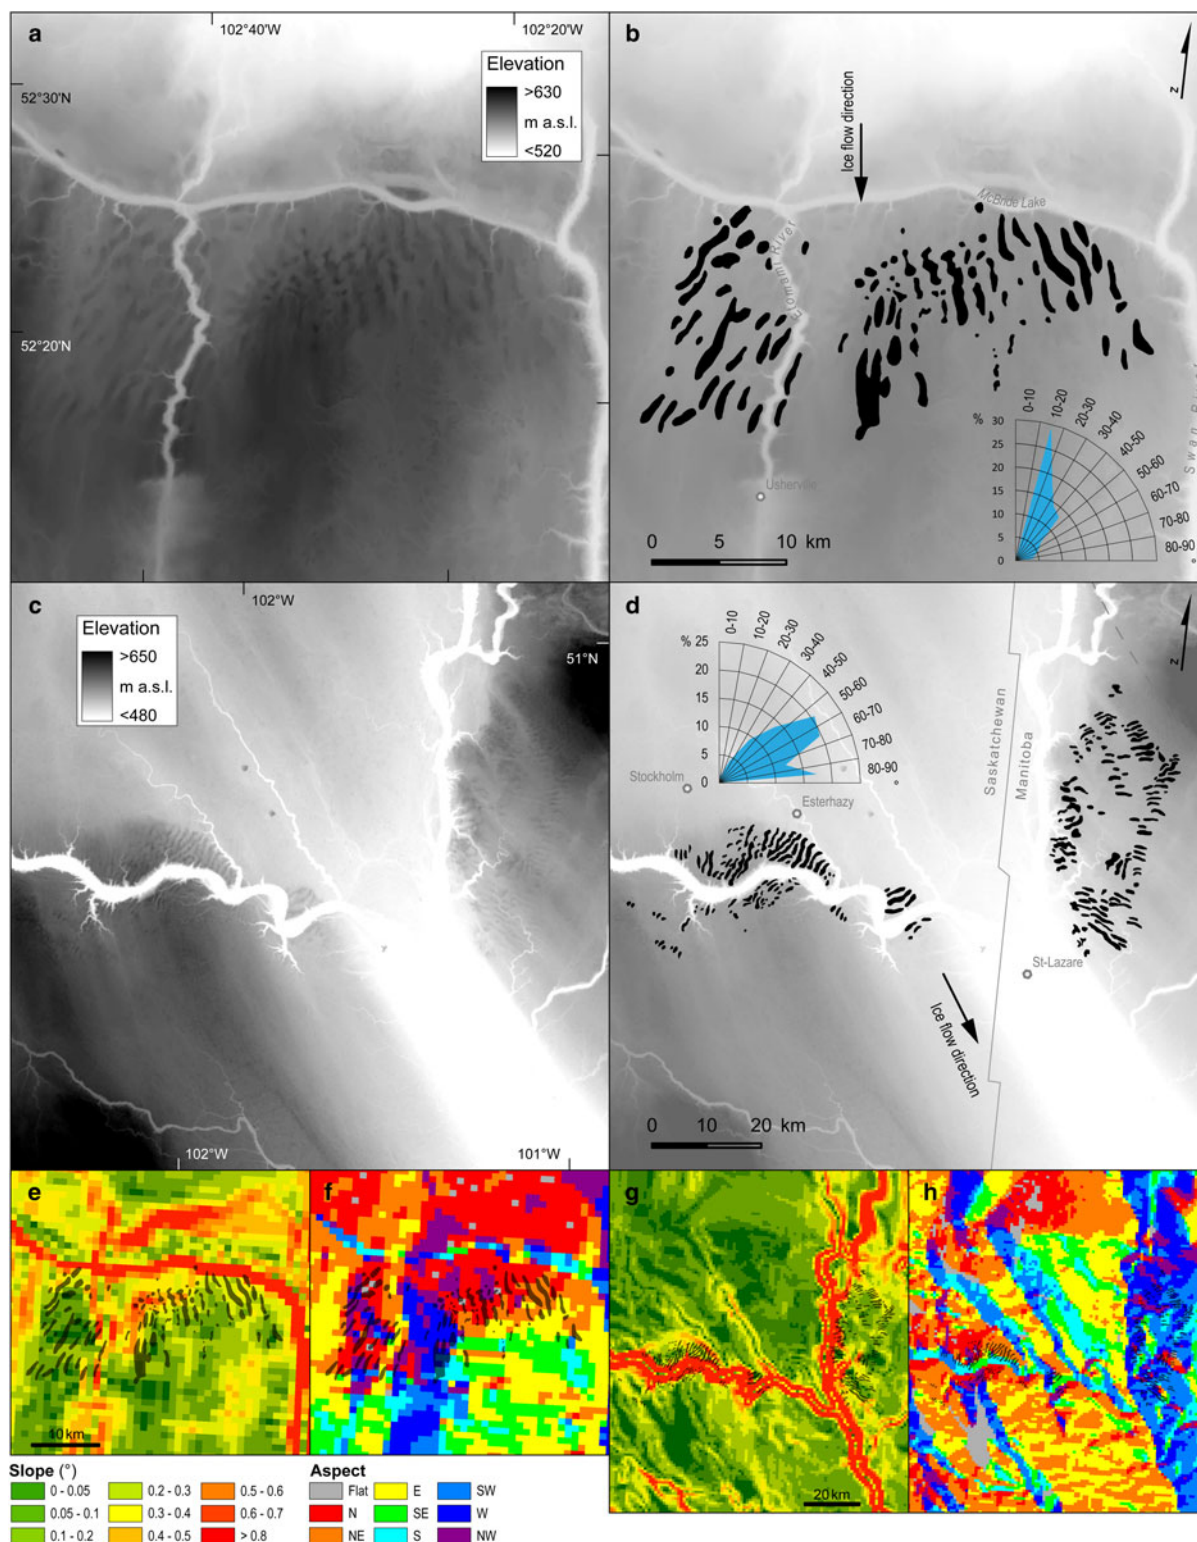 a
102°40'W
102°20'W
52°30'N
52°20'N
Elevation
>630
m a.s.l.
<520
b
Ice flow direction
McBride Lake
Etomami River
Usherville
0 5 10 km
%
30
25
20
15
10
5
0
0-10
10-20
20-30
30-40
40-50
50-60
60-70
70-80
80-90
°
z
c
102°W
Elevation
>650
m a.s.l.
<480
51°N
102°W
101°W
d
%
25
20
15
10
5
0
0-10
10-20
20-30
30-40
40-50
50-60
60-70
70-80
80-90
°
Stockholm
Esterhazy
Saskatchewan
Manitoba
St-Lazare
Ice flow direction
z
0 10 20 km
e
10 km
f
g
20 km
h
Slope (°)
0 - 0.05
0.05 - 0.1
0.1 - 0.2
0.2 - 0.3
0.3 - 0.4
0.4 - 0.5
0.5 - 0.6
0.6 - 0.7
> 0.8
Aspect
Flat
N
NE
E
SE
S
SW
W
NW